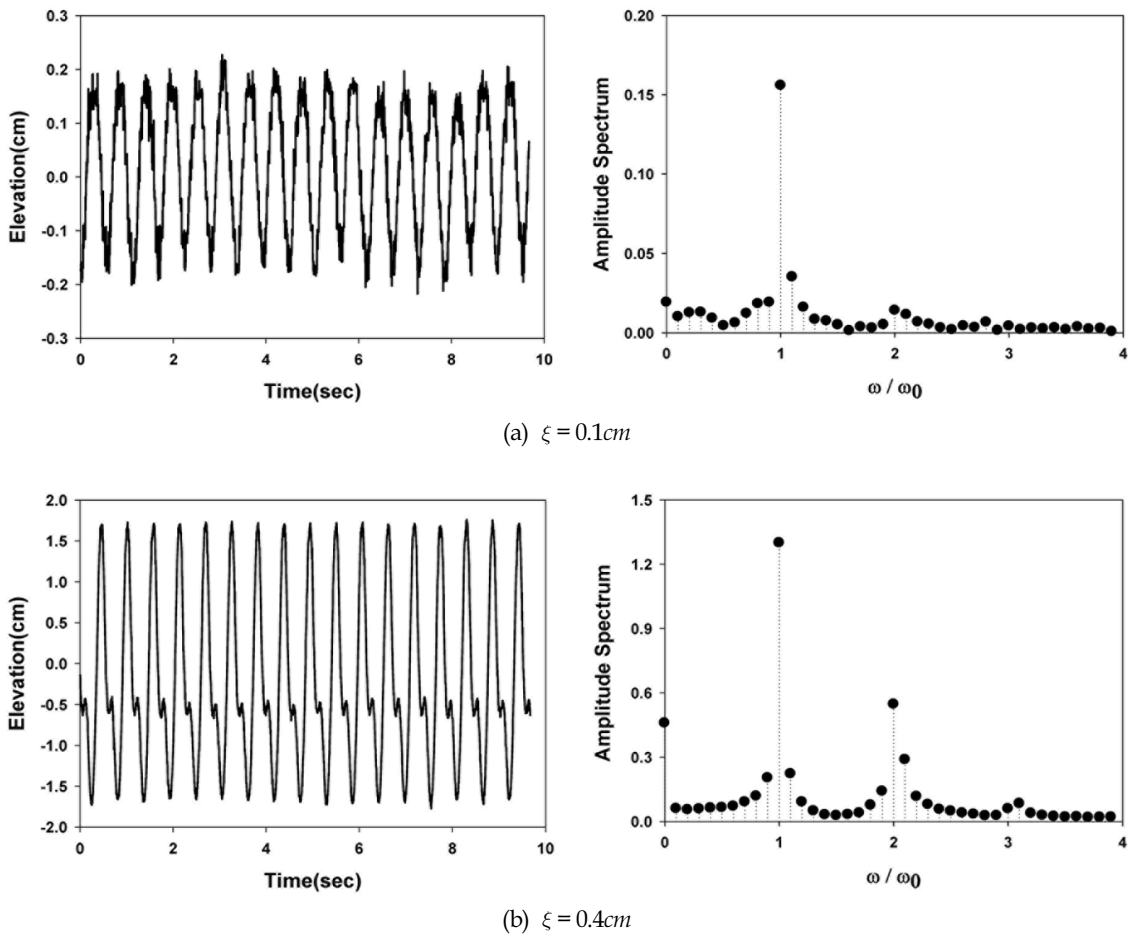 0.3
0.2
0.1
0.0
-0.1
-0.2
-0.3
Elevation(cm)
0 2 4 6 8 10
Time(sec)
0.20
0.15
0.10
0.05
0.00
Amplitude Spectrum
0 1 2 3 4
ω / ω0
(a) ξ = 0.1cm
2.0
1.5
1.0
0.5
0.0
-0.5
-1.0
-1.5
-2.0
Elevation(cm)
0 2 4 6 8 10
Time(sec)
1.5
1.2
0.9
0.6
0.3
0.0
Amplitude Spectrum
0 1 2 3 4
ω / ω0
(b) ξ = 0.4cm